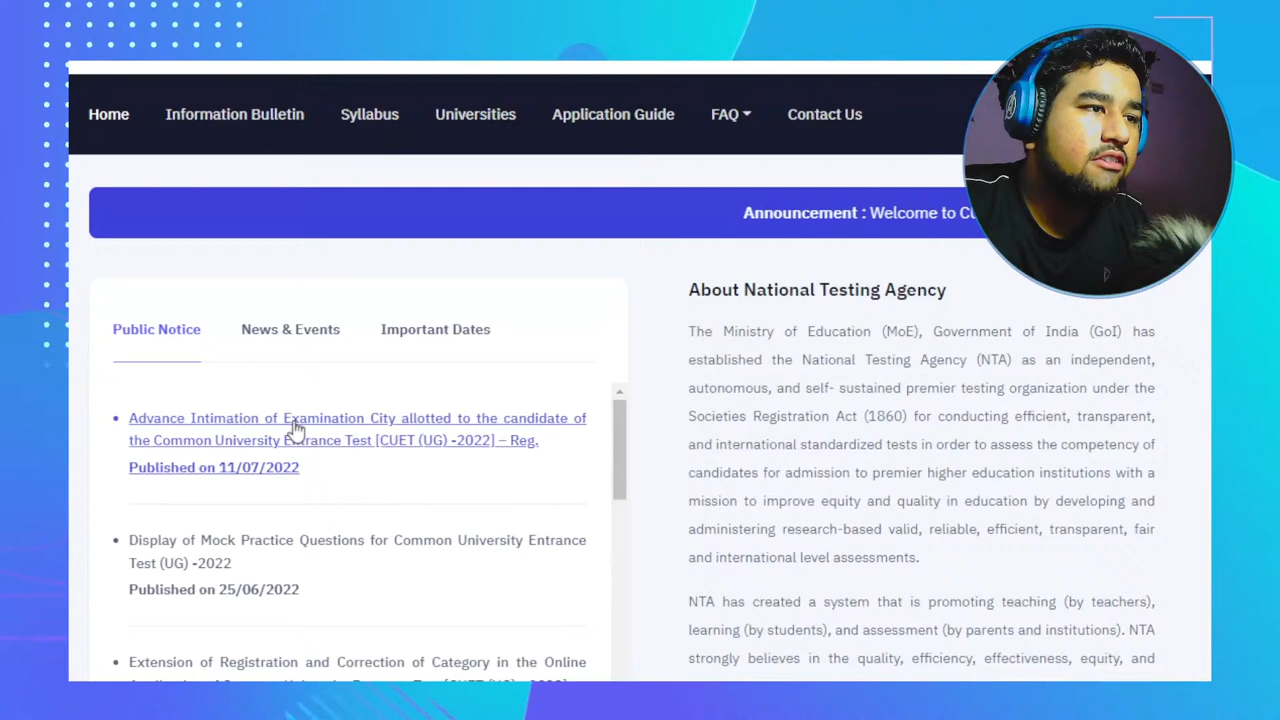 Home Information Bulletin Syllabus Universities Application Guide FAQ Contact Us
Announcement : Welcome to
Public Notice News & Events Important Dates
Advance Intimation of Examination City allotted to the candidate of
the Common University Entrance Test [CUET (UG) -2022] – Reg.
Published on 11/07/2022
Display of Mock Practice Questions for Common University Entrance
Test (UG) -2022
Published on 25/06/2022
Extension of Registration and Correction of Category in the Online
About National Testing Agency
The Ministry of Education (MoE), Government of India (GoI) has
established the National Testing Agency (NTA) as an independent,
autonomous, and self- sustained premier testing organization under the
Societies Registration Act (1860) for conducting efficient, transparent,
and international standardized tests in order to assess the competency of
candidates for admission to premier higher education institutions with a
mission to improve equity and quality in education by developing and
administering research-based valid, reliable, efficient, transparent, fair
and international level assessments.
NTA has created a system that is promoting teaching (by teachers),
learning (by students), and assessment (by parents and institutions). NTA
strongly believes in the quality, efficiency, effectiveness, equity, and